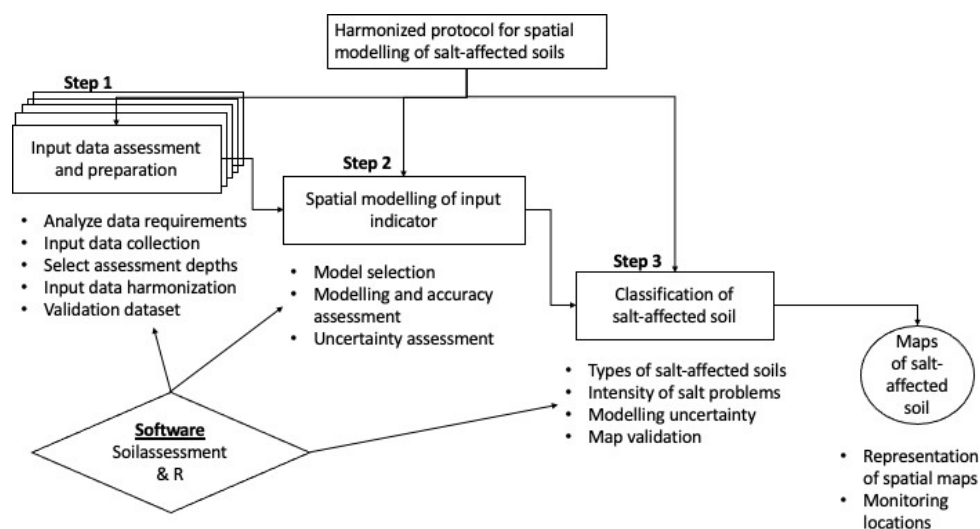 Harmonized protocol for spatial
modelling of salt-affected soils
Step 1
Input data assessment
and preparation
• Analyze data requirements
• Input data collection
• Select assessment depths
• Input data harmonization
• Validation dataset
Step 2
Spatial modelling of input
indicator
• Model selection
• Modelling and accuracy
assessment
• Uncertainty assessment
Step 3
Classification of
salt-affected soil
• Types of salt-affected soils
• Intensity of salt problems
• Modelling uncertainty
• Map validation
Maps
of salt-
affected
soil
• Representation
of spatial maps
• Monitoring
locations
Software
Soilassessment
& R